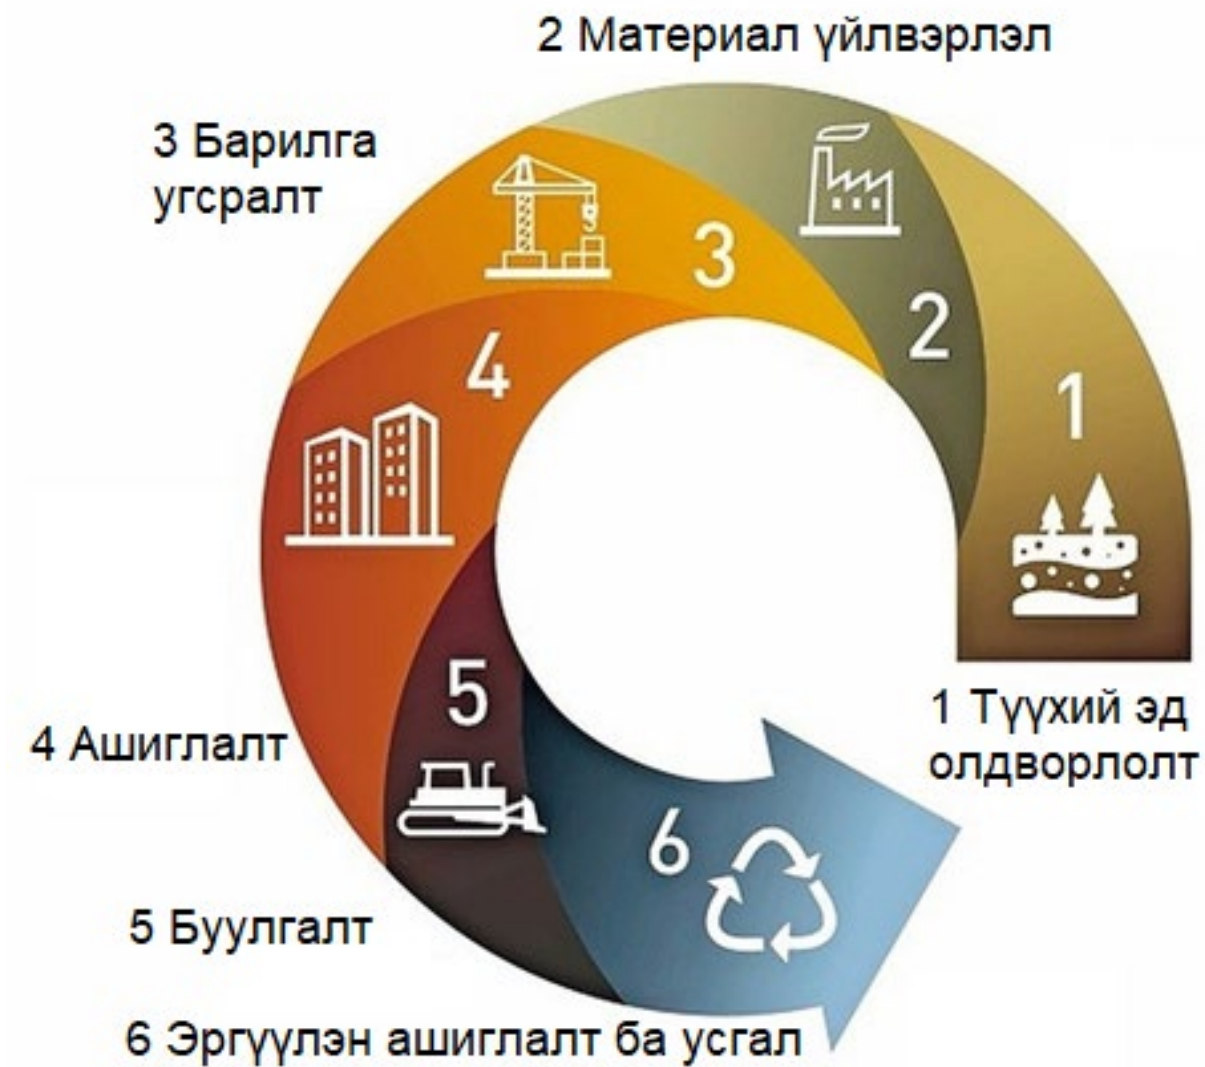 2 Материал үйлвэрлэл
3 Барилга
угсралт
3
2
4
1
5
1 Түүхий эд
олдворлолт
4 Ашиглалт
6
5 Буулгалт
6 Эргүүлэн ашиглалт ба усгал